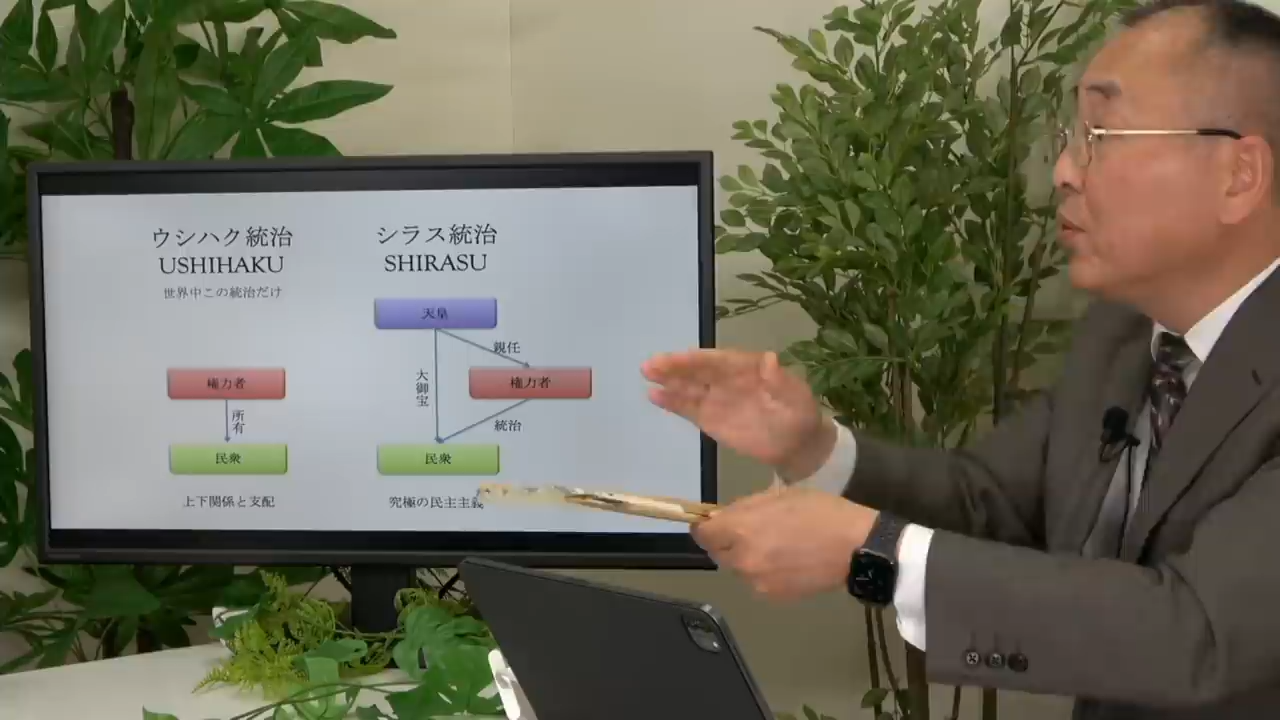 ウシハク統治
USHIHAKU
世界中この統治だけ
権力者
所有
民衆
上下関係と支配
シラス統治
SHIRASU
天皇
親任
大御宝
権力者
統治
民衆
究極の民主主義